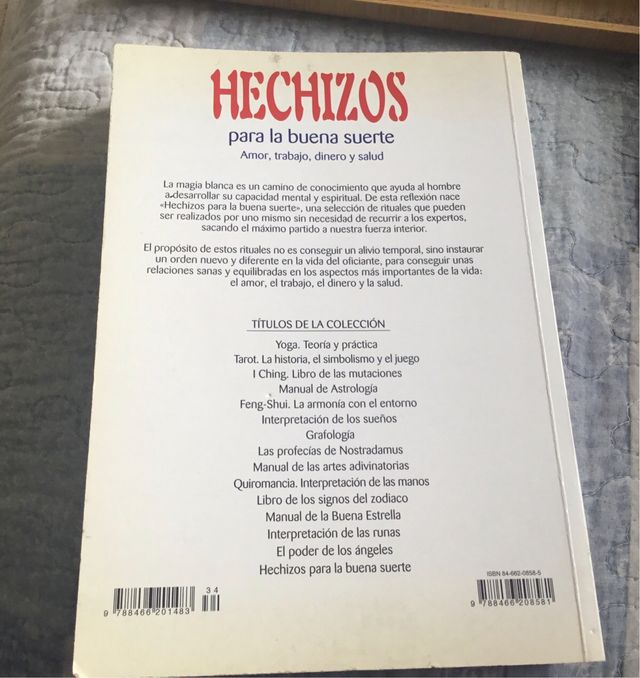 HECHIZOS
para la buena suerte
Amor, trabajo, dinero y salud
La magia blanca es un camino de conocimiento que ayuda al hombre
a desarrollar su capacidad mental y espiritual. De esta reflexión nace
«Hechizos para la buena suerte», una selección de rituales que pueden
ser realizados por uno mismo sin necesidad de recurrir a los expertos,
sacando el máximo partido a nuestra fuerza interior.
El propósito de estos rituales no es conseguir un alivio temporal, sino instaurar
un orden nuevo y diferente en la vida del oficiante, para conseguir unas
relaciones sanas y equilibradas en los aspectos más importantes de la vida:
el amor, el trabajo, el dinero y la salud.
TÍTULOS DE LA COLECCIÓN
Yoga. Teoría y práctica
Tarot. La historia, el simbolismo y el juego
I Ching. Libro de las mutaciones
Manual de Astrología
Feng-Shui. La armonía con el entorno
Interpretación de los sueños
Grafología
Las profecías de Nostradamus
Manual de las artes adivinatorias
Quiromancia. Interpretación de las manos
Libro de los signos del zodiaco
Manual de la Buena Estrella
Interpretación de las runas
El poder de los ángeles
Hechizos para la buena suerte
34
9 788466 201483
ISBN 84-662-0858-5
9 788466 208581